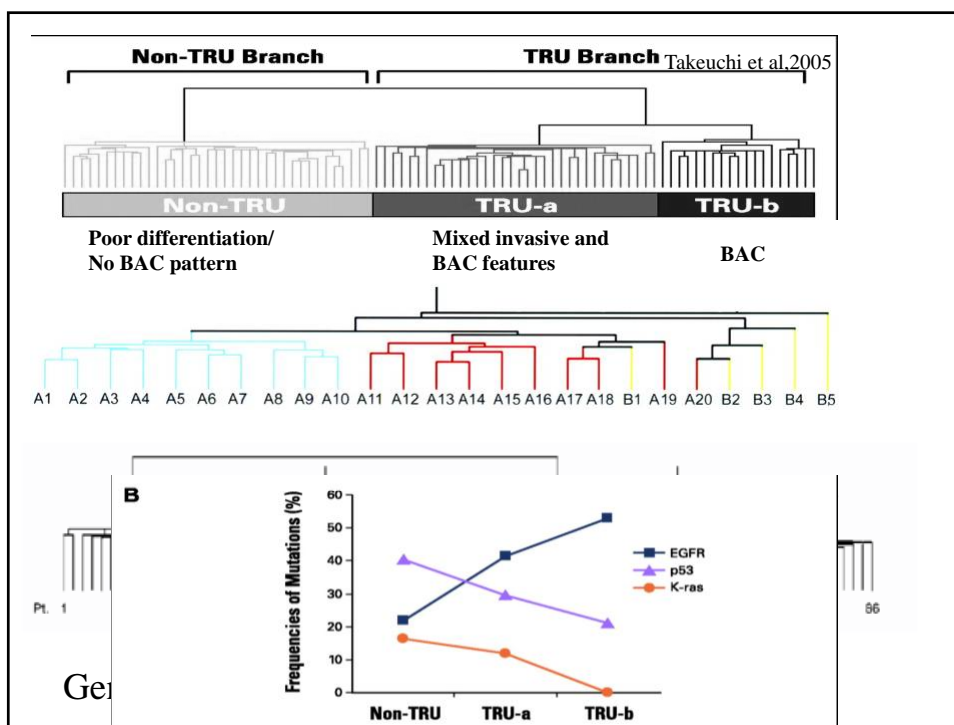 Non-TRU Branch TRU Branch Takeuchi et al,2005
Non-TRU TRU-a TRU-b
Poor differentiation/
No BAC pattern
Mixed invasive and
BAC features
BAC
A1 A2 A3 A4 A5 A6 A7 A8 A9 A10 A11 A12 A13 A14 A15 A16 A17 A18 B1 A19 A20 B2 B3 B4 B5
B
Frequencies of Mutations (%)
60
50
40
30
20
10
0
EGFR
p53
K-ras
Non-TRU TRU-a TRU-b
Pt. 1
86